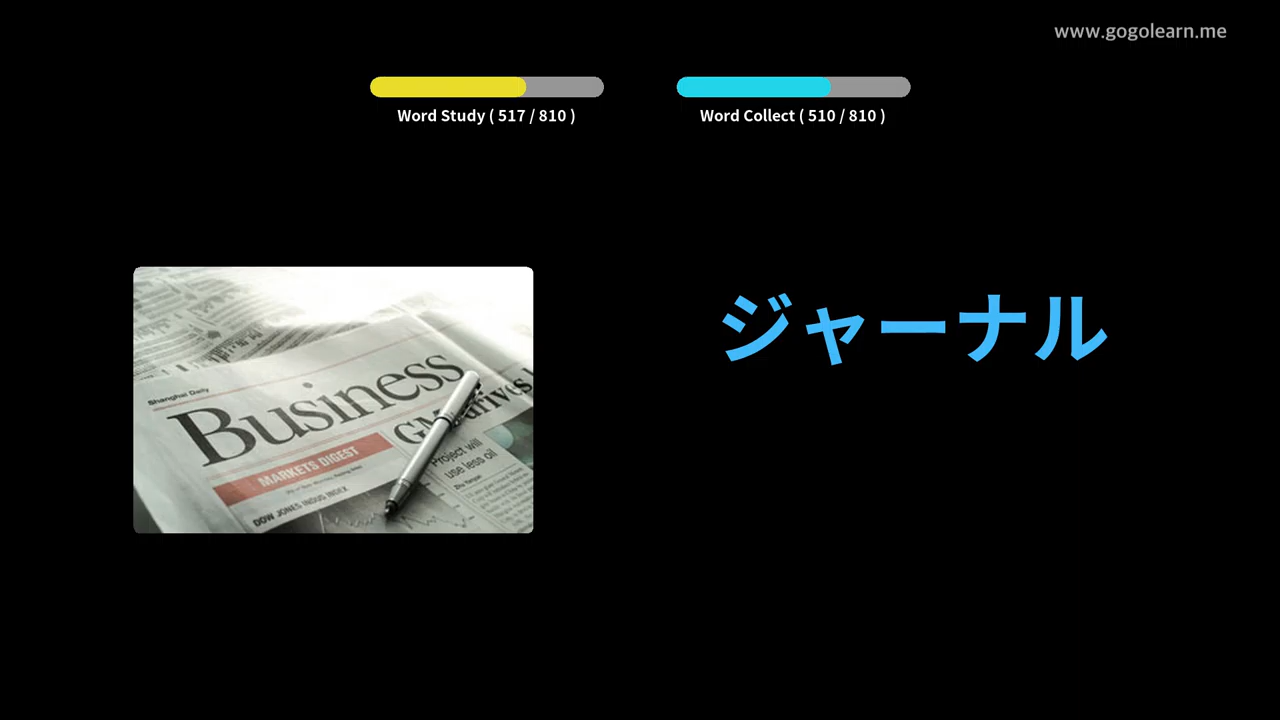 www.gogolearn.me
Word Study ( 517 / 810 )
Word Collect ( 510 / 810 )
ジャーナル
Shanghai Daily
Business
MARKETS DIGEST
DOW JONES INDUS INDEX
Project will
use less oil